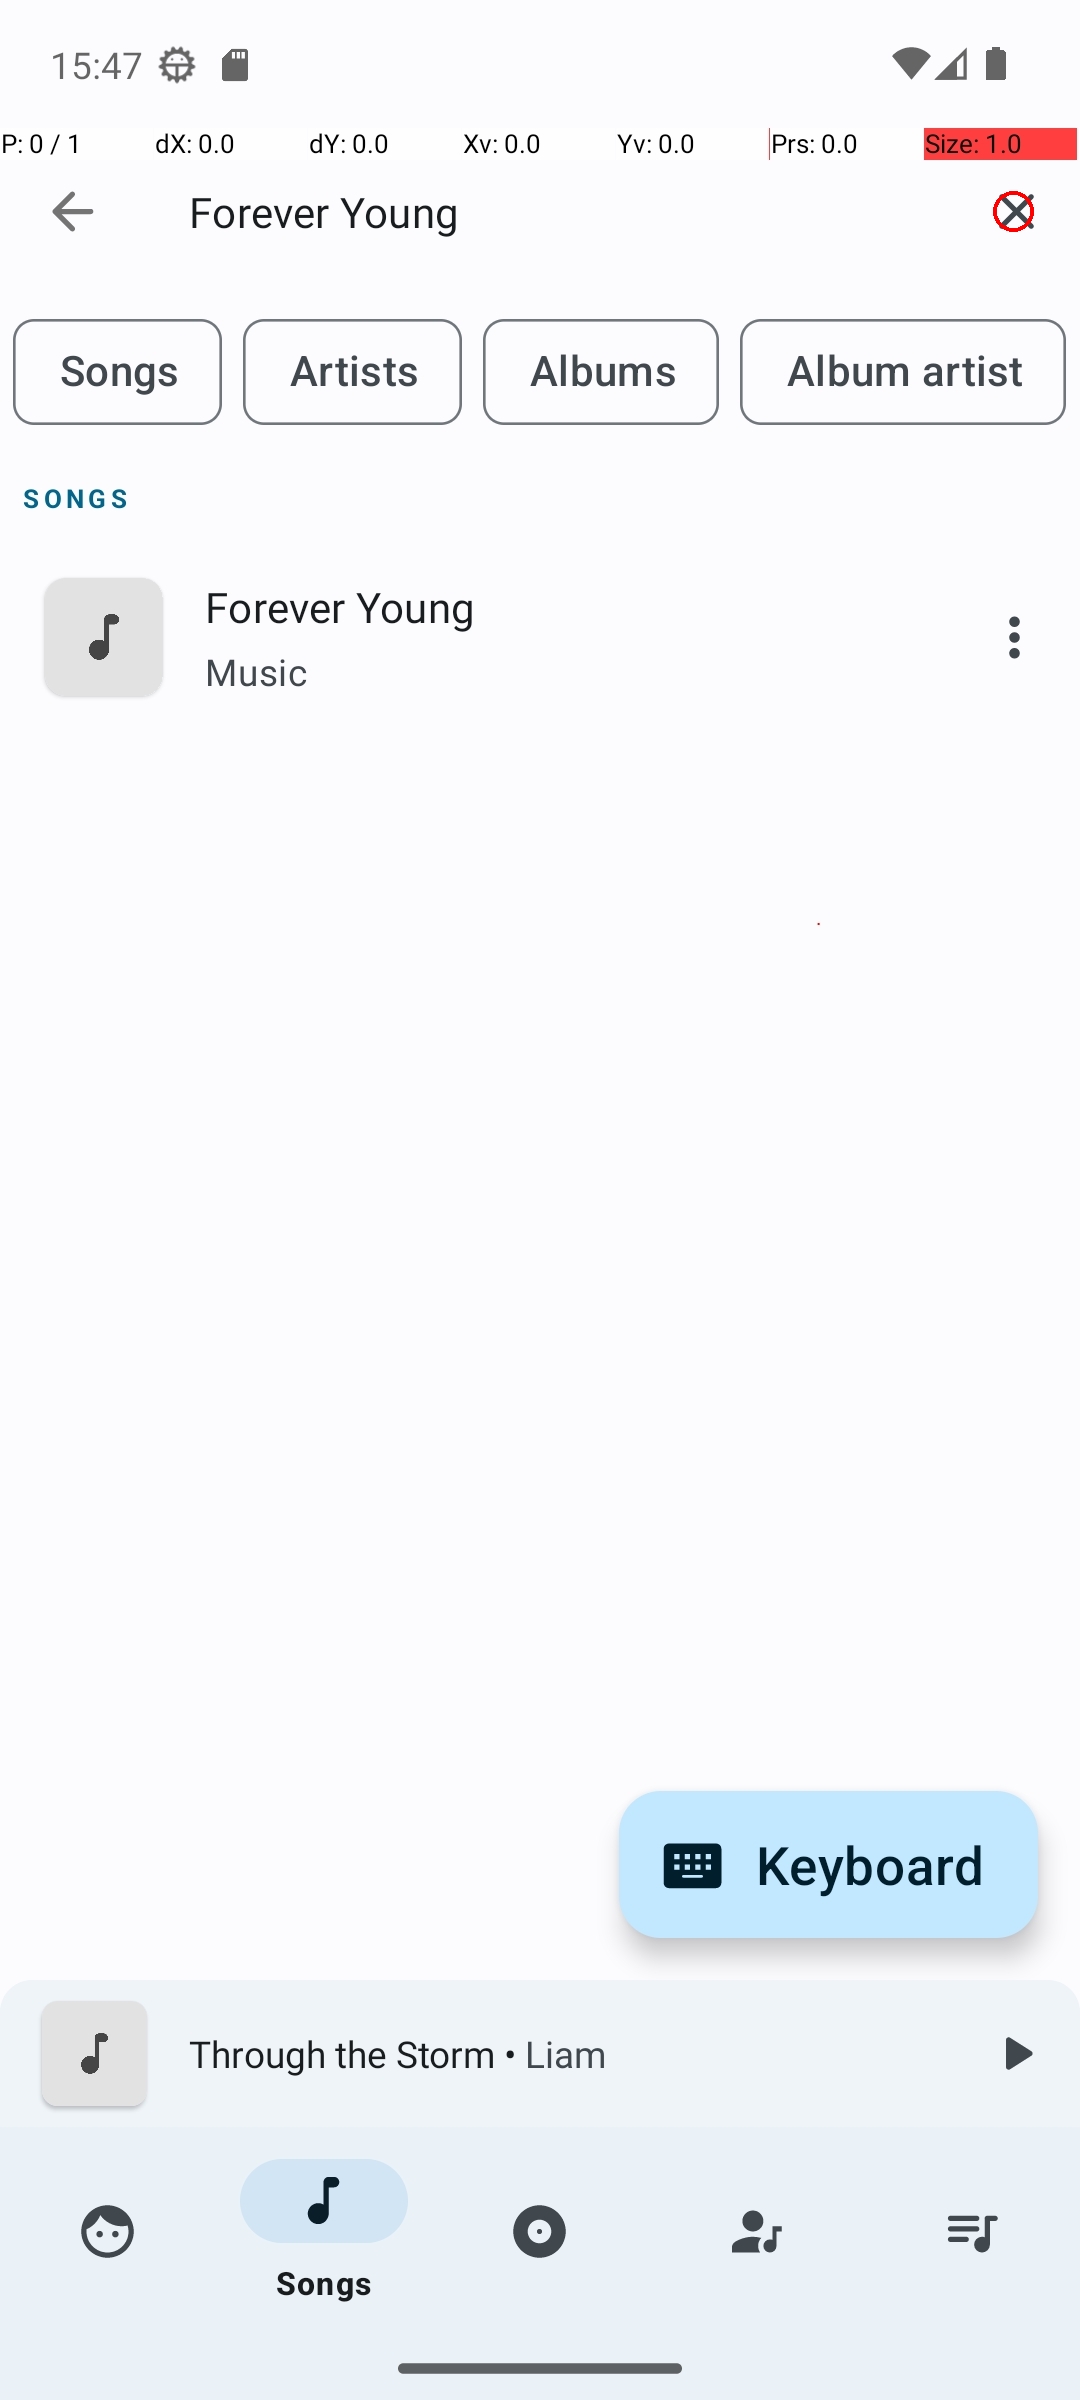 15:47
P: 0 / 1 dX: 0.0 dY: 0.0 Xv: 0.0 Yv: 0.0 Prs: 0.0 Size: 1.0
Forever Young
Songs Artists Albums Album artist
SONGS
Forever Young
Music
Keyboard
Through the Storm • Liam
Songs